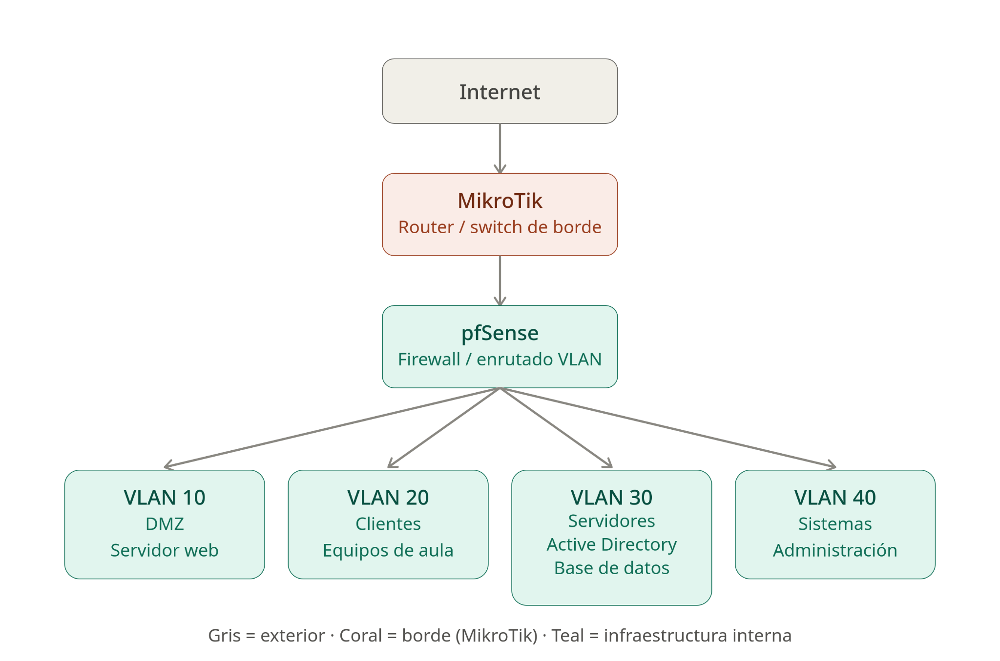 Internet
MikroTik
Router / switch de borde
pfSense
Firewall / enrutado VLAN
VLAN 10
DMZ
Servidor web
VLAN 20
Clientes
Equipos de aula
VLAN 30
Servidores
Active Directory
Base de datos
VLAN 40
Sistemas
Administración
Gris = exterior · Coral = borde (MikroTik) · Teal = infraestructura interna